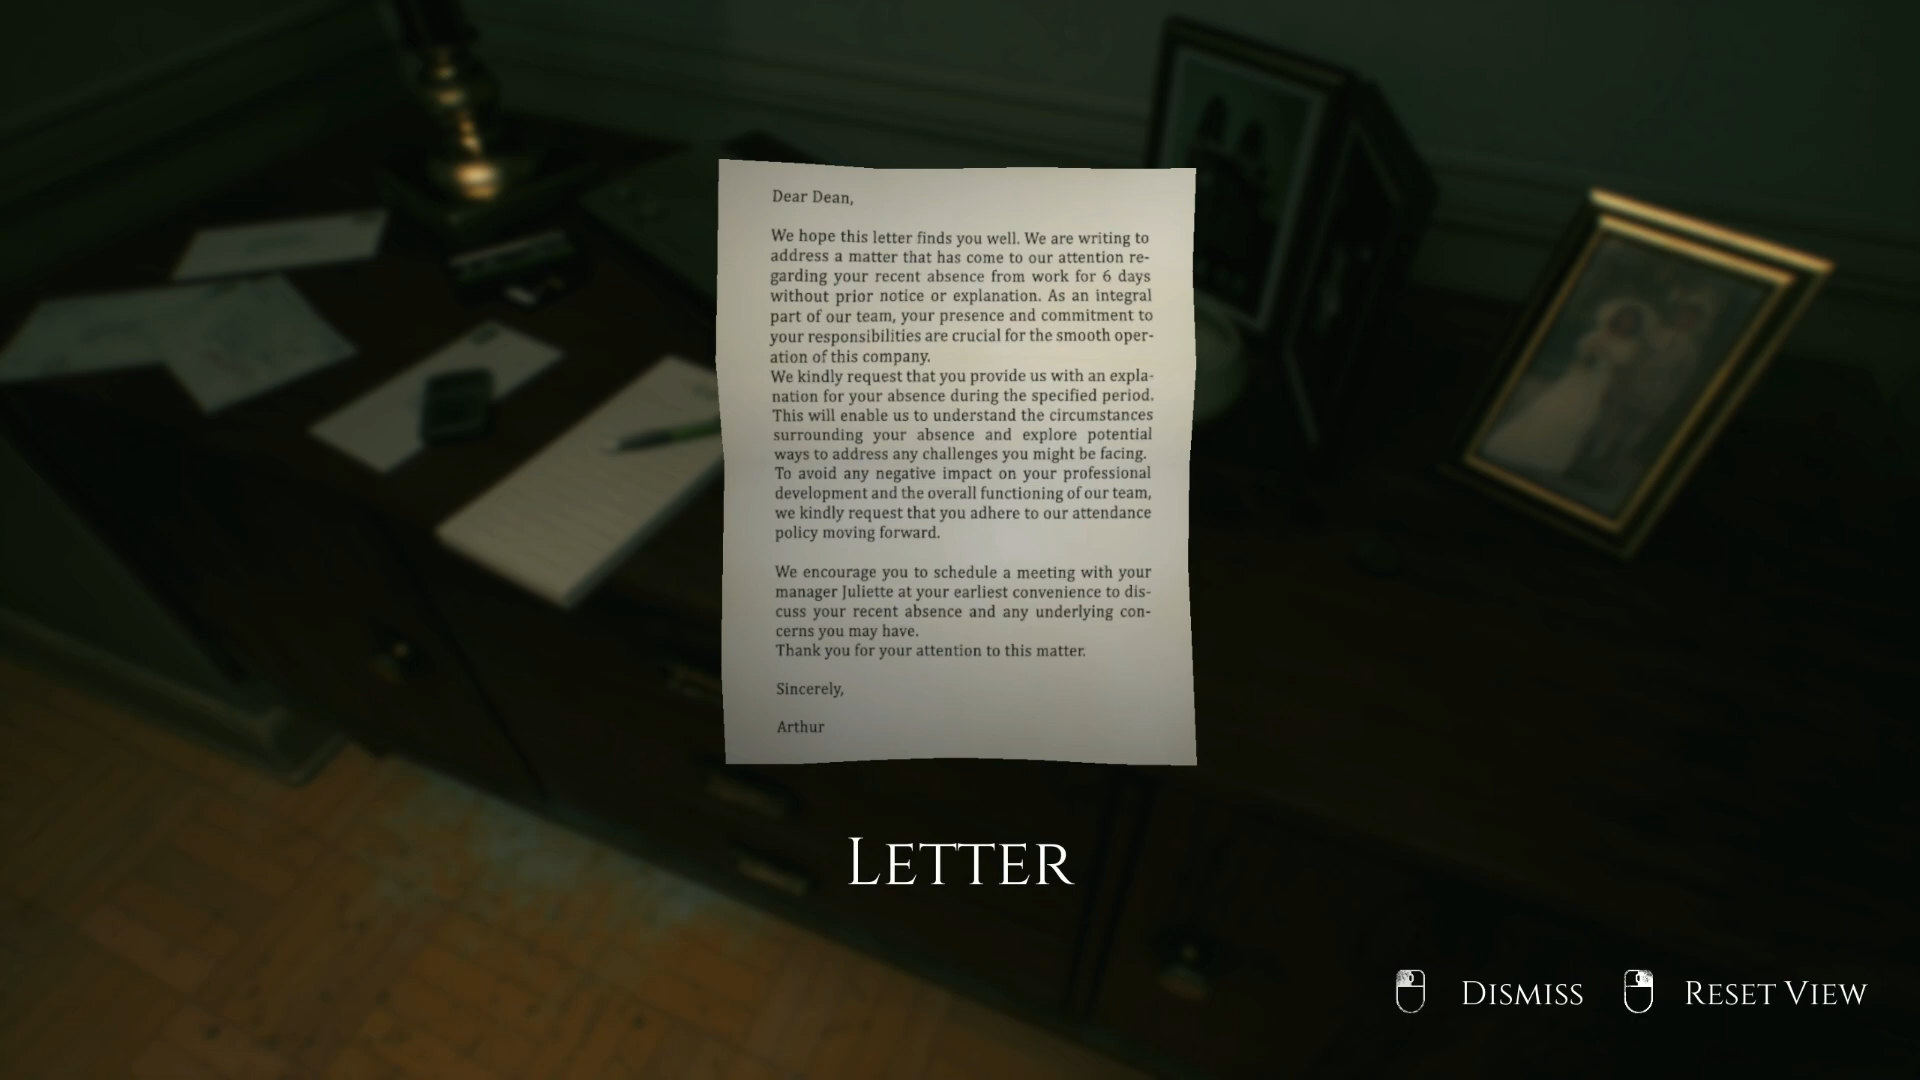 Dear Dean,
We hope this letter finds you well. We are writing to
address a matter that has come to our attention re-
garding your recent absence from work for 6 days
without prior notice or explanation. As an integral
part of our team, your presence and commitment to
your responsibilities are crucial for the smooth oper-
ation of this company.
We kindly request that you provide us with an expla-
nation for your absence during the specified period.
This will enable us to understand the circumstances
surrounding your absence and explore potential
ways to address any challenges you might be facing.
To avoid any negative impact on your professional
development and the overall functioning of our team,
we kindly request that you adhere to our attendance
policy moving forward.
We encourage you to schedule a meeting with your
manager Juliette at your earliest convenience to dis-
cuss your recent absence and any underlying con-
cerns you may have.
Thank you for your attention to this matter.
Sincerely,
Arthur
Letter
Dismiss Reset View